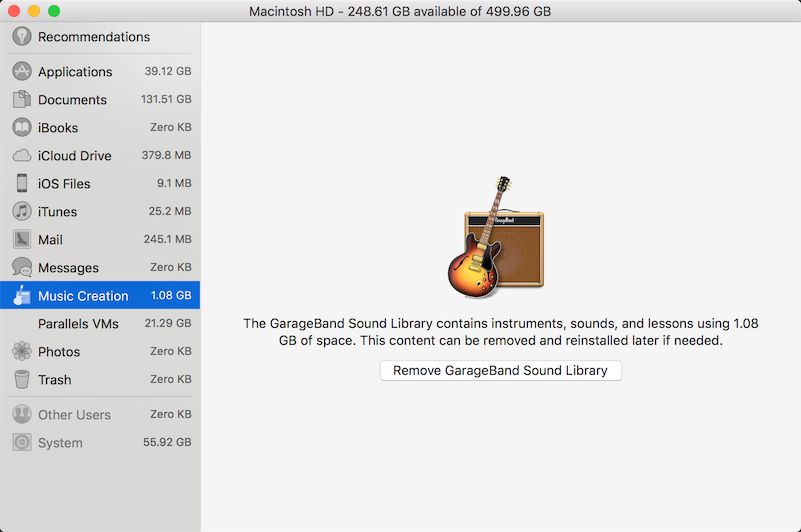 Macintosh HD - 248.61 GB available of 499.96 GB
Recommendations
Applications 39.12 GB
Documents 131.51 GB
iBooks Zero KB
iCloud Drive 379.8 MB
iOS Files 9.1 MB
iTunes 25.2 MB
Mail 245.1 MB
Messages Zero KB
Music Creation 1.08 GB
Parallels VMs 21.29 GB
Photos Zero KB
Trash Zero KB
Other Users Zero KB
System 55.92 GB
GarageBand
The GarageBand Sound Library contains instruments, sounds, and lessons using 1.08
GB of space. This content can be removed and reinstalled later if needed.
Remove GarageBand Sound Library